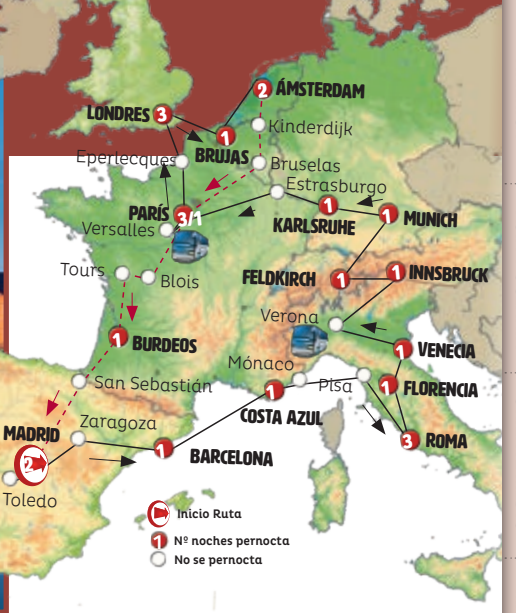 2 ÁMSTERDAM
LONDRES 3
Kinderdijk
1
BRUJAS
Eperlecques
Bruselas
Estrasburgo
PARÍS 3/1
1
KARLSRUHE
1 MUNICH
Versalles
Tours
Blois
FELDKIRCH 1
1 INNSBRUCK
Verona
1 BURDEOS
1 VENECIA
Mónaco
Pisa
San Sebastián
1 FLORENCIA
1
COSTA AZUL
Zaragoza
MADRID
2
1
BARCELONA
3 ROMA
Toledo
Inicio Ruta
1 Nº noches pernocta
No se pernocta